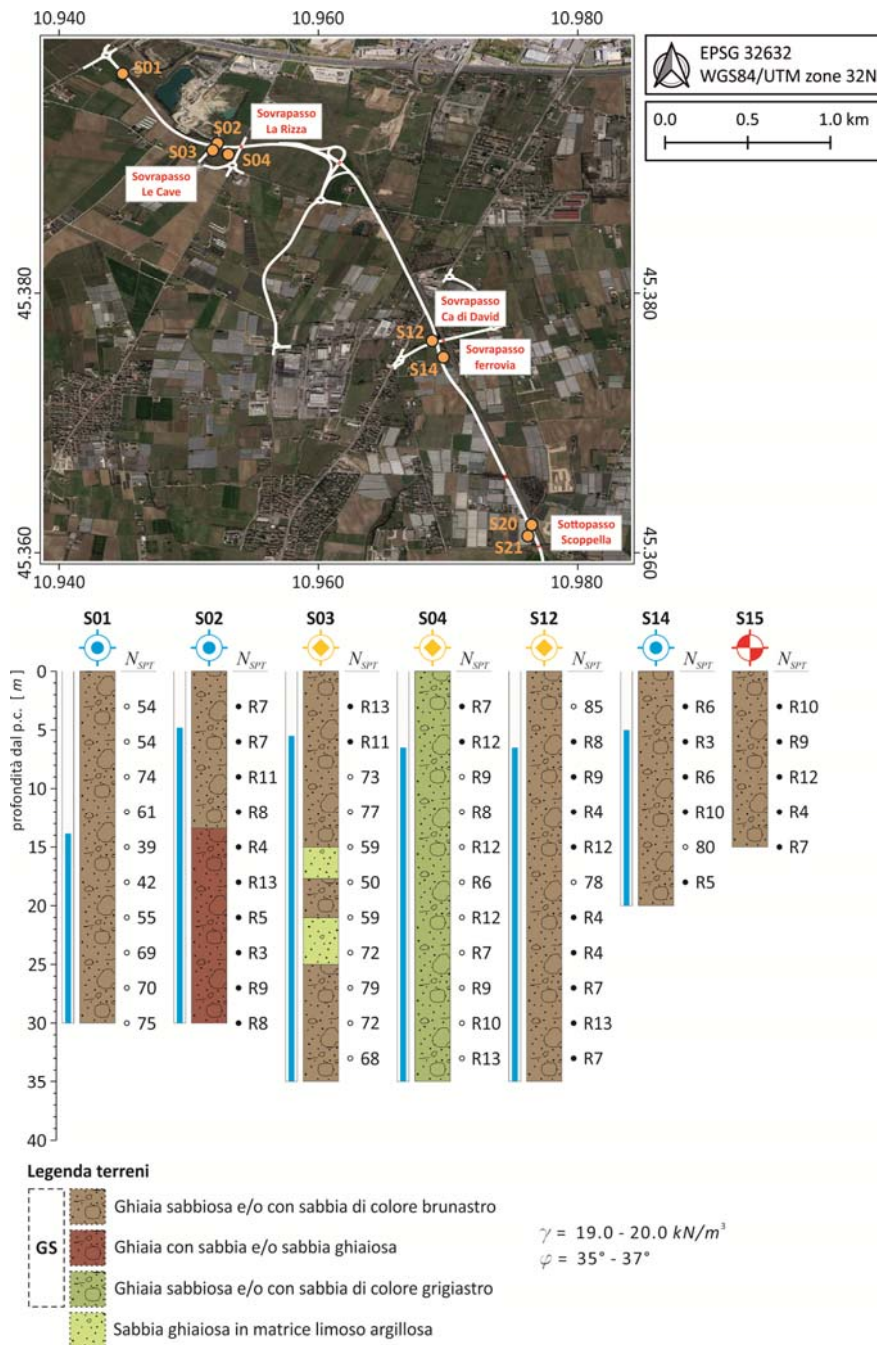 10.940 10.960 10.980
EPSG 32632
WGS84/UTM zone 32N
0.0 0.5 1.0 km
S01
S02
Sovrapasso
La Rizza
S03
S04
Sovrapasso
Le Cave
45.380 45.380
Sovrapasso
Ca di David
S12
Sovrapasso
ferrovia
S14
S20
Sottopasso
Scoppella
S21
45.360 45.360
10.940 10.960 10.980
S01 S02 S03 S04 S12 S14 S15
N_SPT N_SPT N_SPT N_SPT N_SPT N_SPT N_SPT
profondità dal p.c. [ m ]
0
54 R7 R13 R7 85 R6 R10
5
54 R7 R11 R12 R8 R3 R9
74 R11 73 R9 R9 R6 R12
10
61 R8 77 R8 R4 R10 R4
15
39 R4 59 R12 R12 80 R7
42 R13 50 R6 78 R5
20
55 R5 59 R12 R4
69 R3 72 R7 R4
25
70 R9 79 R9 R7
30
75 R8 72 R10 R13
68 R13 R7
35
40
Legenda terreni
GS
Ghiaia sabbiosa e/o con sabbia di colore brunastro
Ghiaia con sabbia e/o sabbia ghiaiosa
Ghiaia sabbiosa e/o con sabbia di colore grigiastro
Sabbia ghiaiosa in matrice limoso argillosa
γ = 19.0 - 20.0 kN/m³
φ = 35° - 37°